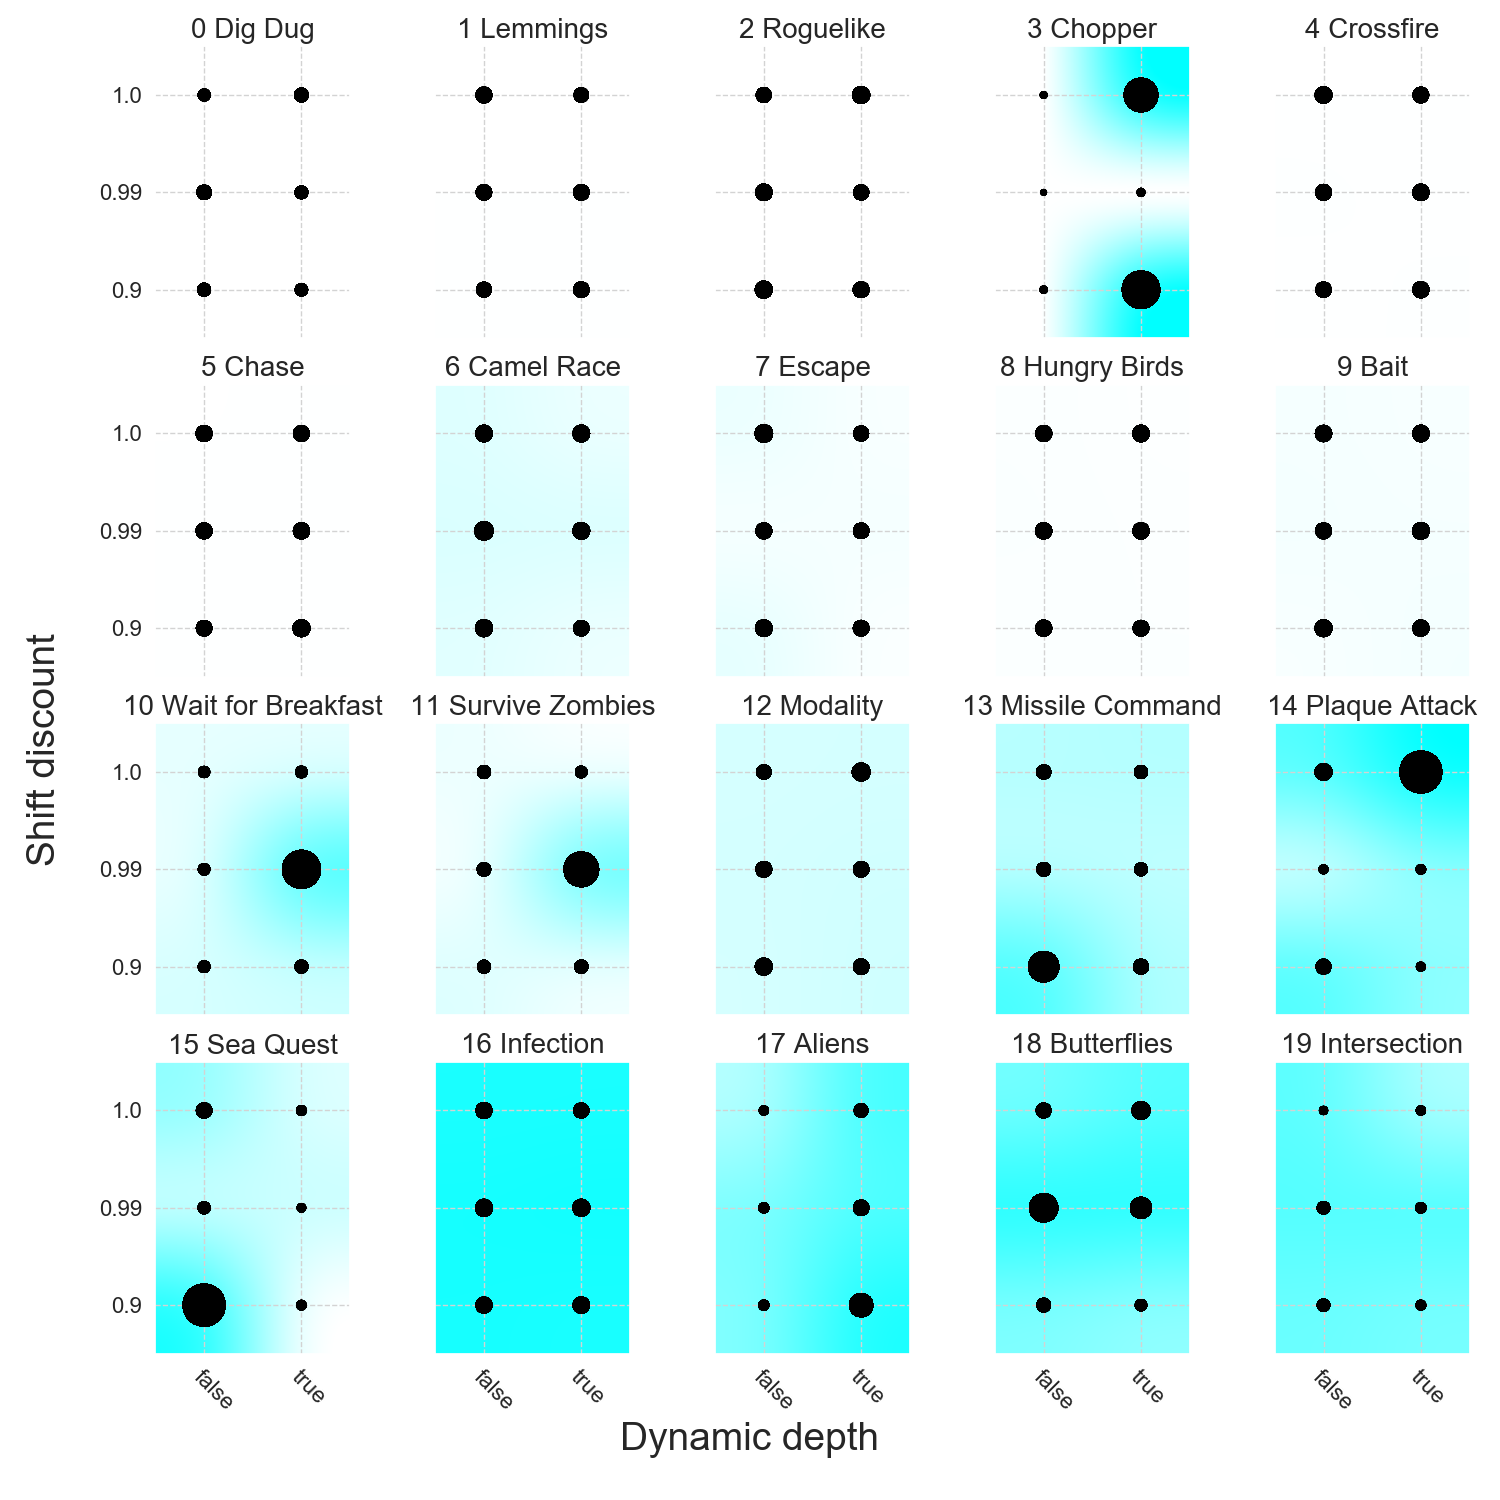 0 Dig Dug 1 Lemmings 2 Roguelike 3 Chopper 4 Crossfire
1.0
0.99
0.9
5 Chase 6 Camel Race 7 Escape 8 Hungry Birds 9 Bait
1.0
0.99
0.9
Shift discount
10 Wait for Breakfast 11 Survive Zombies 12 Modality 13 Missile Command 14 Plaque Attack
1.0
0.99
0.9
15 Sea Quest 16 Infection 17 Aliens 18 Butterflies 19 Intersection
1.0
0.99
0.9
false true false true false true false true false true
Dynamic depth